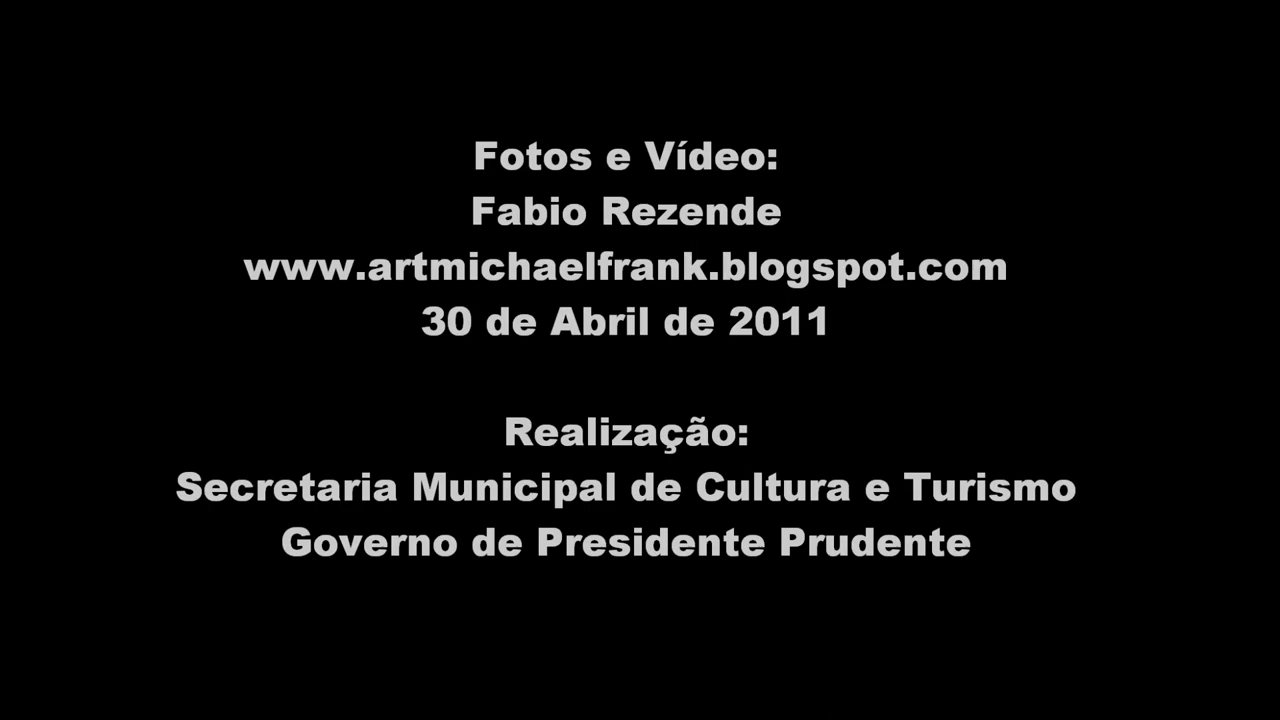 Fotos e Vídeo:
Fabio Rezende
www.artmichaelfrank.blogspot.com
30 de Abril de 2011
Realização:
Secretaria Municipal de Cultura e Turismo
Governo de Presidente Prudente